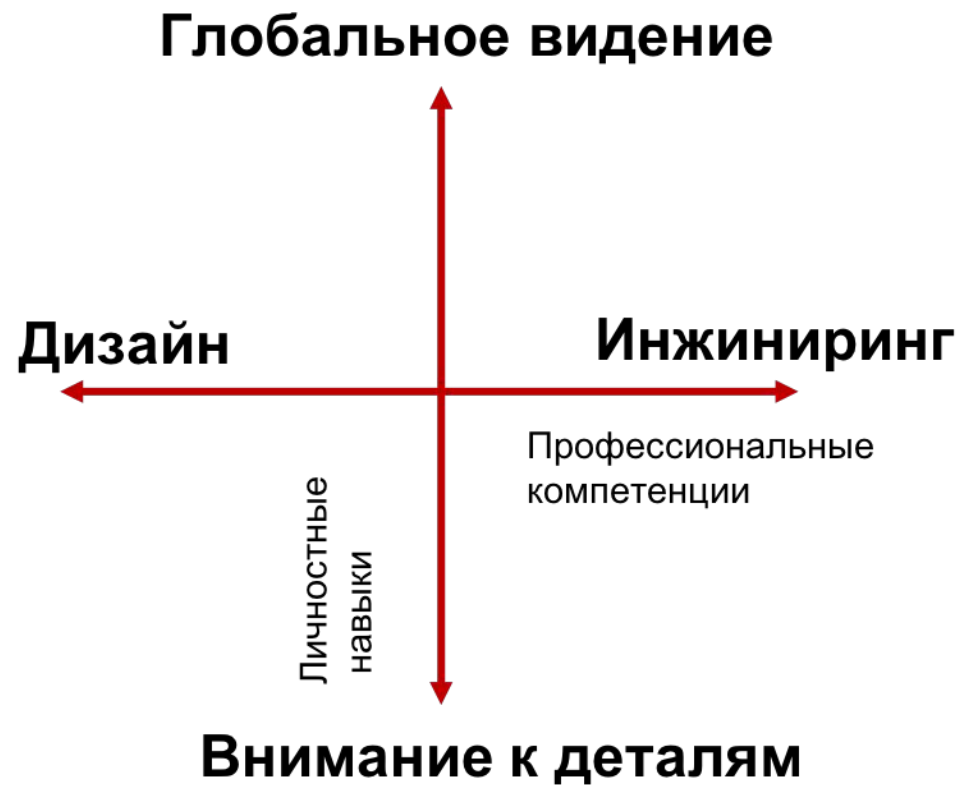 Глобальное видение
Дизайн
Инжиниринг
Профессиональные
компетенции
Личностные
навыки
Внимание к деталям